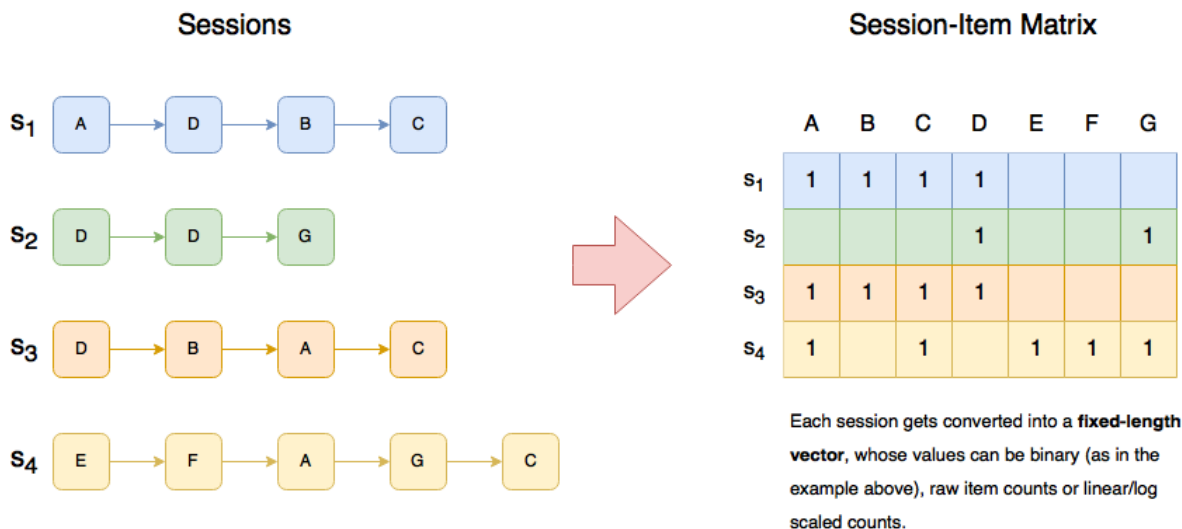 Sessions
Session-Item Matrix
S1 A D B C
S2 D D G
S3 D B A C
S4 E F A G C
A B C D E F G
S1 1 1 1 1
S2 1 1
S3 1 1 1 1
S4 1 1 1 1 1
Each session gets converted into a fixed-length
vector, whose values can be binary (as in the
example above), raw item counts or linear/log
scaled counts.